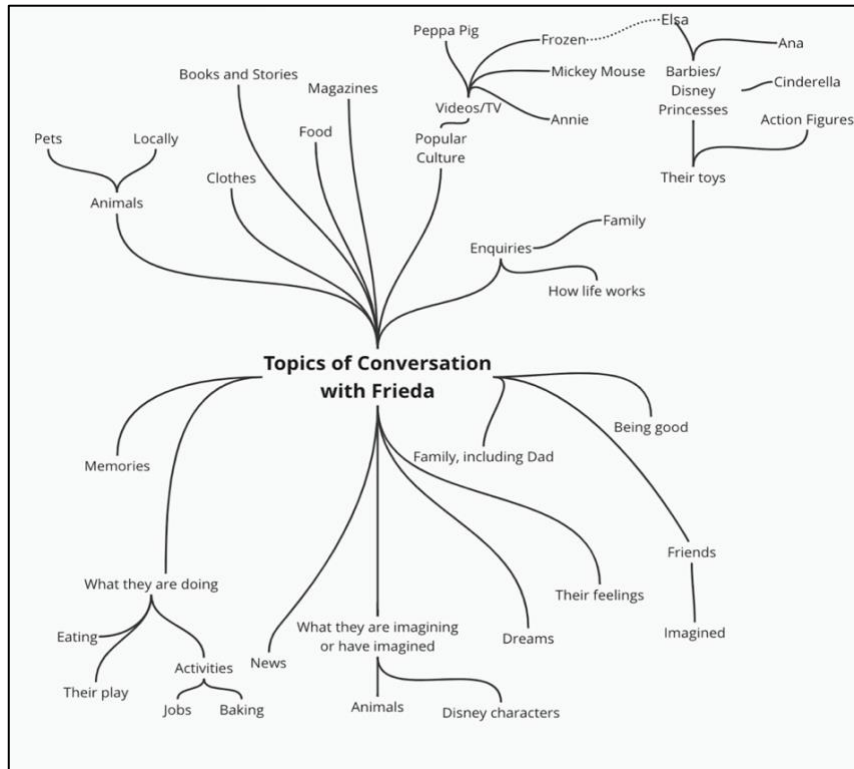 Peppa Pig
Frozen
Elsa
Ana
Books and Stories
Magazines
Mickey Mouse
Barbies/
Disney
Princesses
Cinderella
Videos/TV
Annie
Action Figures
Pets
Locally
Food
Popular
Culture
Clothes
Their toys
Animals
Enquiries
Family
How life works
Topics of Conversation
with Frieda
Being good
Memories
Family, including Dad
Friends
What they are doing
Their feelings
Eating
Activities
News
What they are imagining
or have imagined
Dreams
Imagined
Their play
Jobs
Baking
Animals
Disney characters